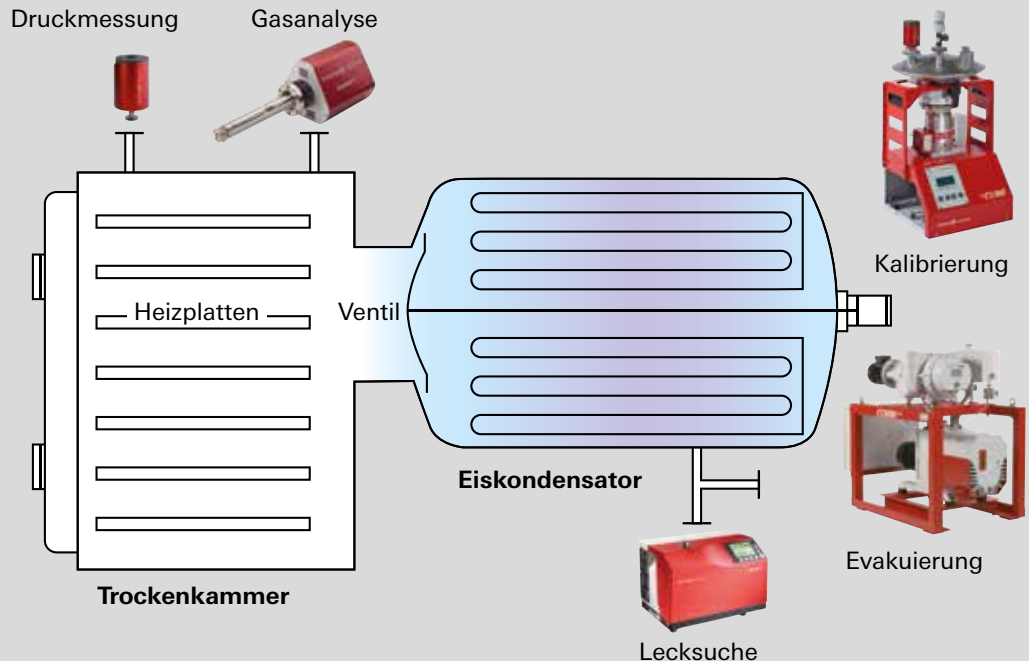 Druckmessung
Gasanalyse
Kalibrierung
Heizplatten
Ventil
Eiskondensator
Evakuierung
Trockenkammer
Lecksuche